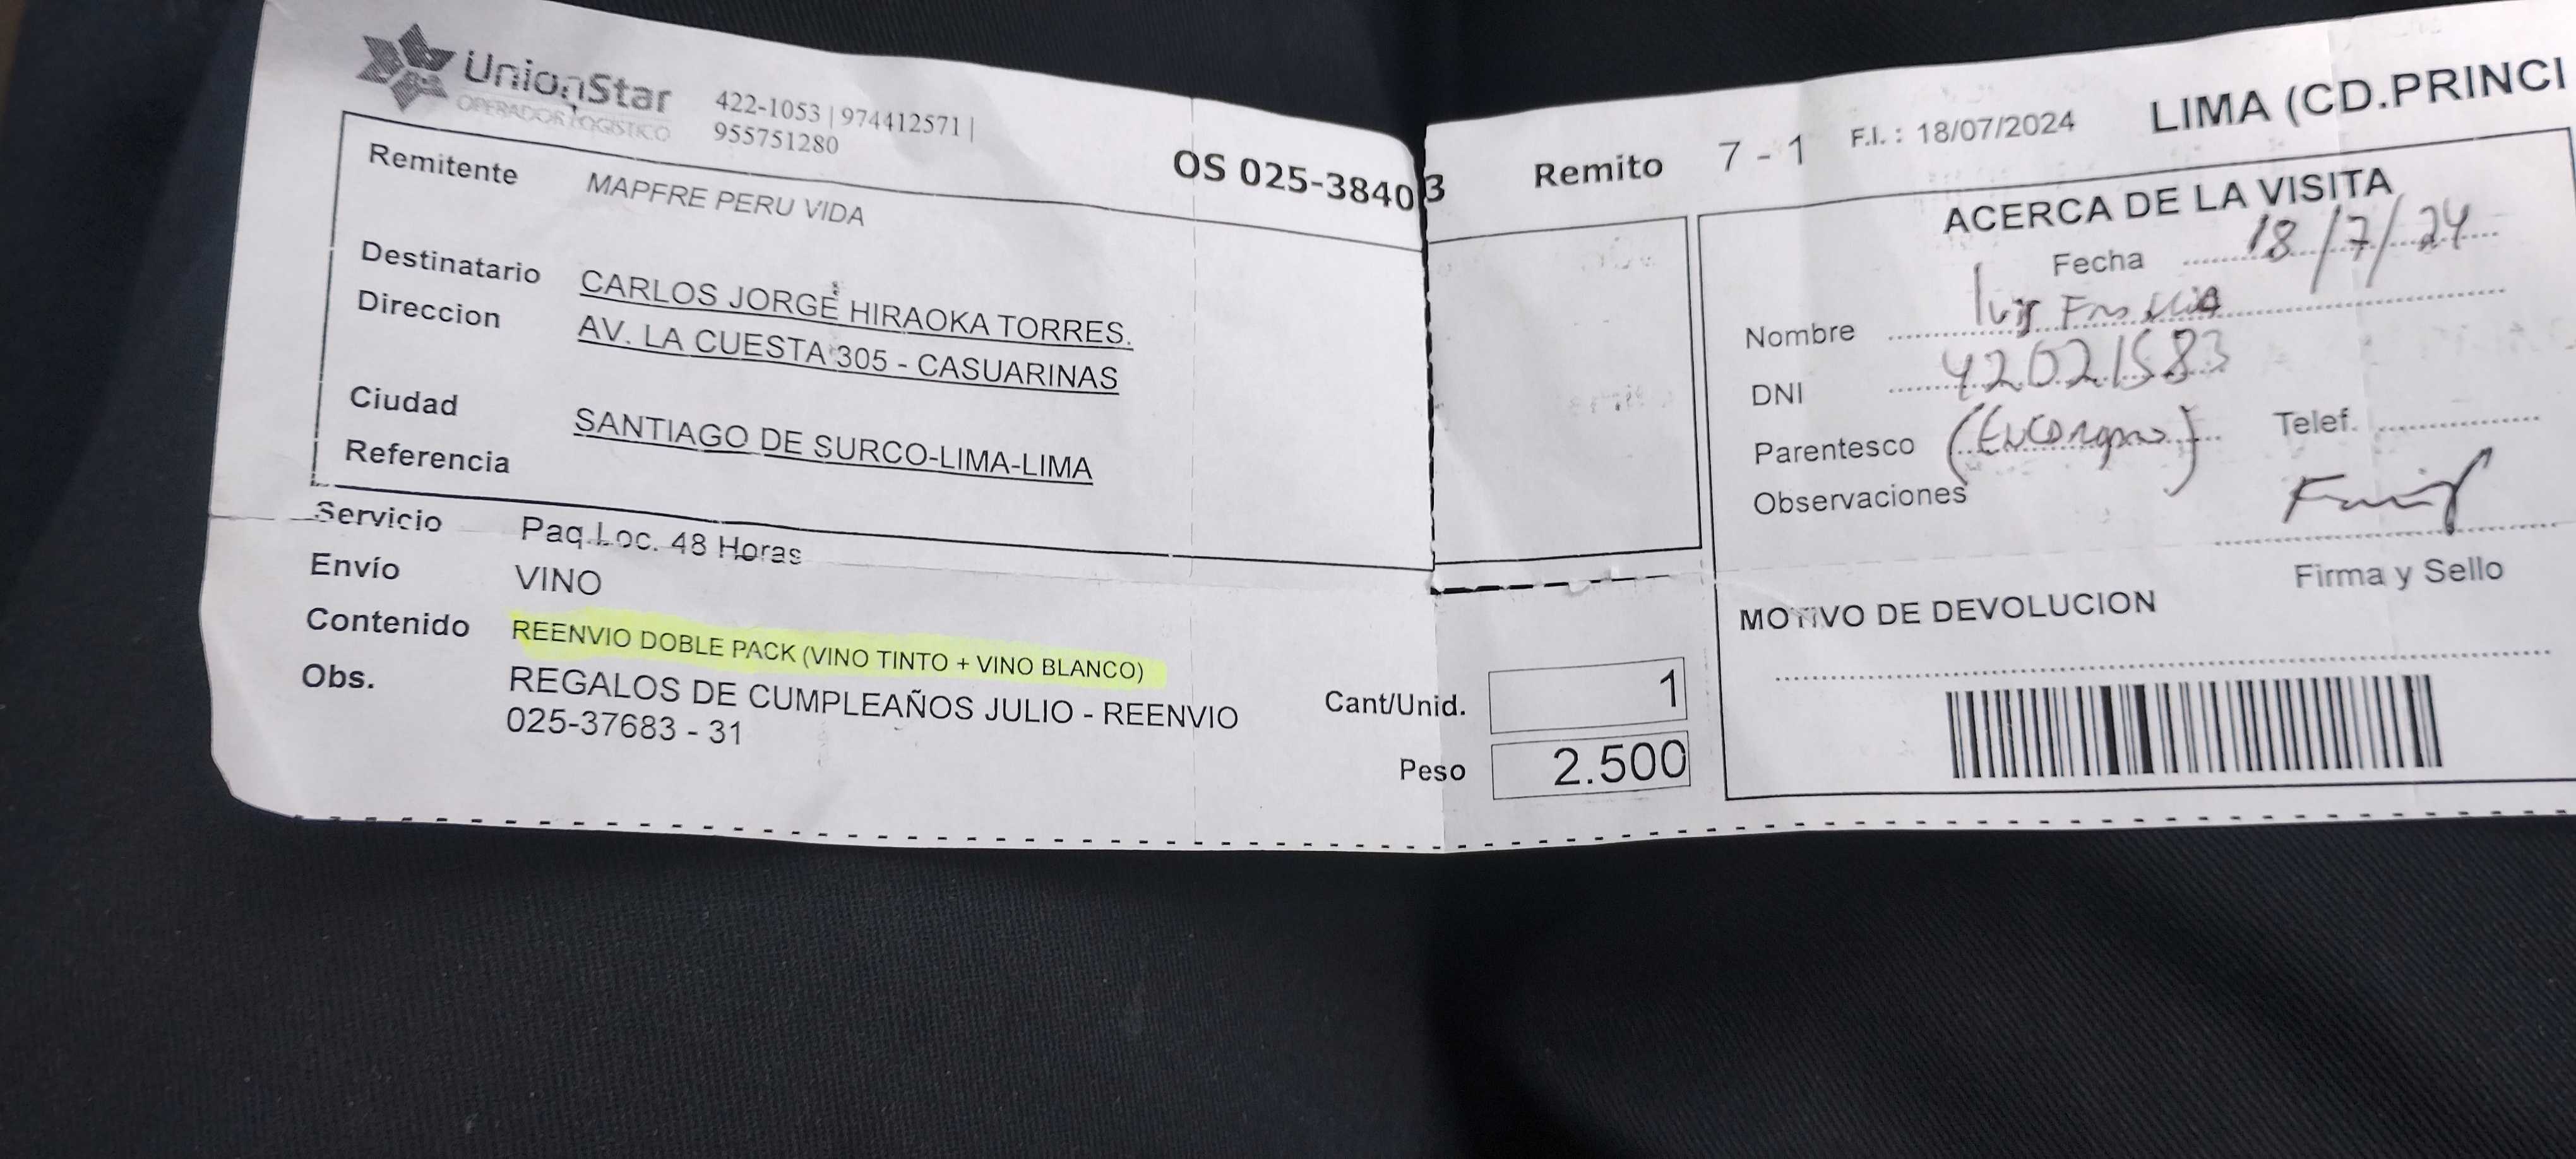 UnionStar
OPERADOR LOGISTICO
422-1053 | 974412571 |
955751280
OS 025-38403
Remito 7 - 1 F.I. : 18/07/2024 LIMA (CD.PRINCI
Remitente MAPFRE PERU VIDA
Destinatario CARLOS JORGE HIRAOKA TORRES.
Direccion AV. LA CUESTA 305 - CASUARINAS
Ciudad SANTIAGO DE SURCO-LIMA-LIMA
Referencia
Servicio Paq.Loc. 48 Horas
Envío VINO
Contenido REENVIO DOBLE PACK (VINO TINTO + VINO BLANCO)
Obs. REGALOS DE CUMPLEAÑOS JULIO - REENVIO
025-37683 - 31
Cant/Unid. 1
Peso 2.500
ACERCA DE LA VISITA
Fecha 18/7/24
Nombre Luis
DNI 42021583
Parentesco Telef.
Observaciones
Firma y Sello
MOTIVO DE DEVOLUCION